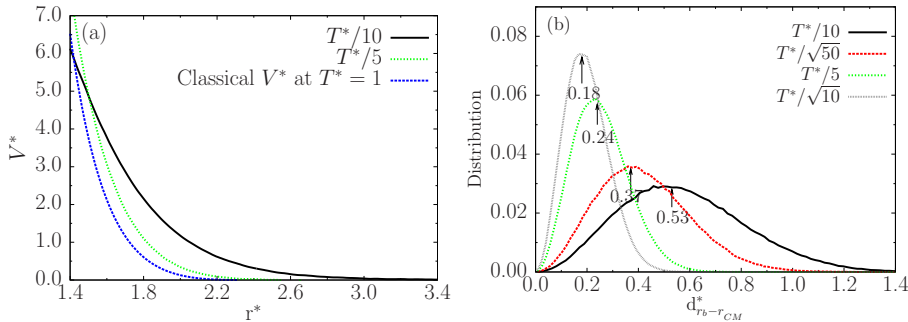 (a)
T*/10
T*/5
Classical V* at T* = 1
7.0
6.0
5.0
4.0
3.0
2.0
1.0
0.0
V*
1.4 1.8 2.2 2.6 3.0 3.4
r*
(b)
T*/10
T*/√50
T*/5
T*/√10
0.18
0.24
0.37
0.53
0.08
0.06
0.04
0.02
0.00
Distribution
0.0 0.2 0.4 0.6 0.8 1.0 1.2 1.4
d*_{r_b−r_{CM}}